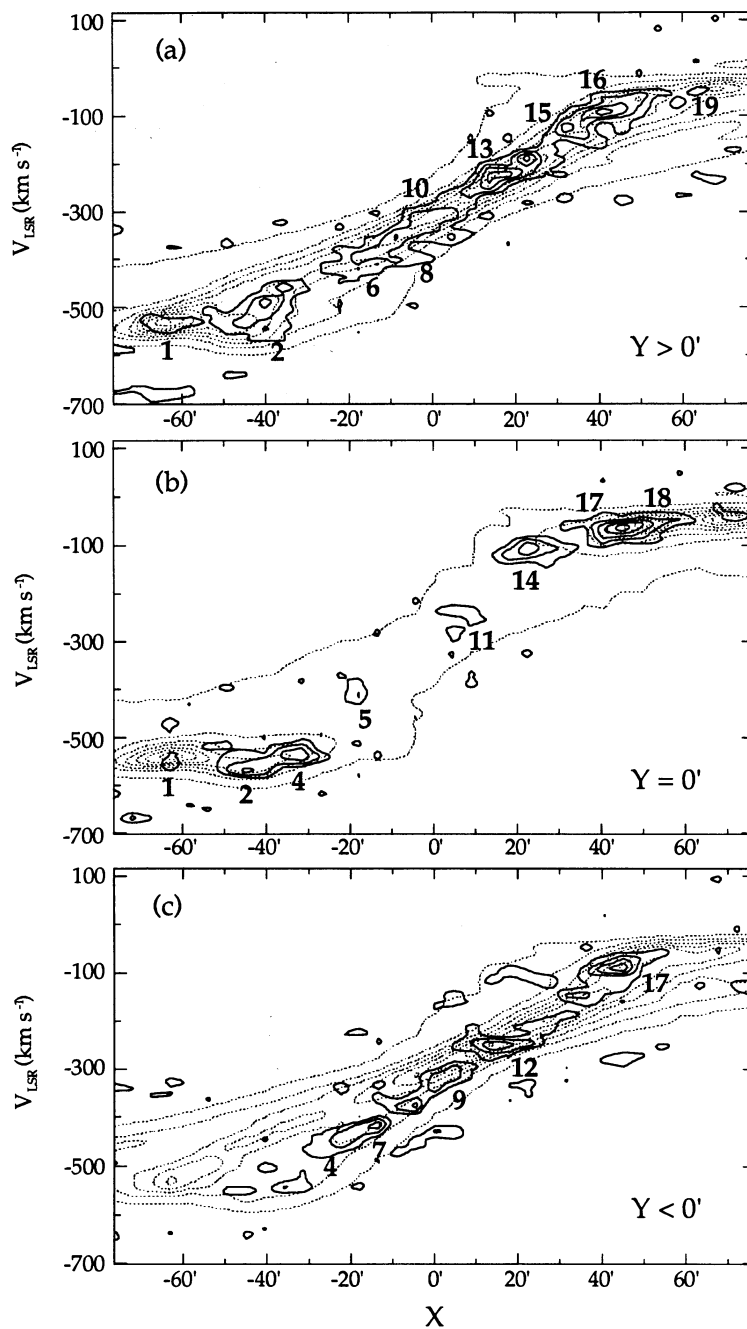 (a)
100
-100
-300
-500
-700
V_LSR (km s⁻¹)
16
15
19
13
10
6
8
1
2
Y > 0'
-60' -40' -20' 0' 20' 40' 60'
(b)
100
-100
-300
-500
-700
V_LSR (km s⁻¹)
17 18
14
11
5
1 2 4
Y = 0'
-60' -40' -20' 0' 20' 40' 60'
(c)
100
-100
-300
-500
-700
V_LSR (km s⁻¹)
17
12
9
4 7
Y < 0'
-60' -40' -20' 0' 20' 40' 60'
X